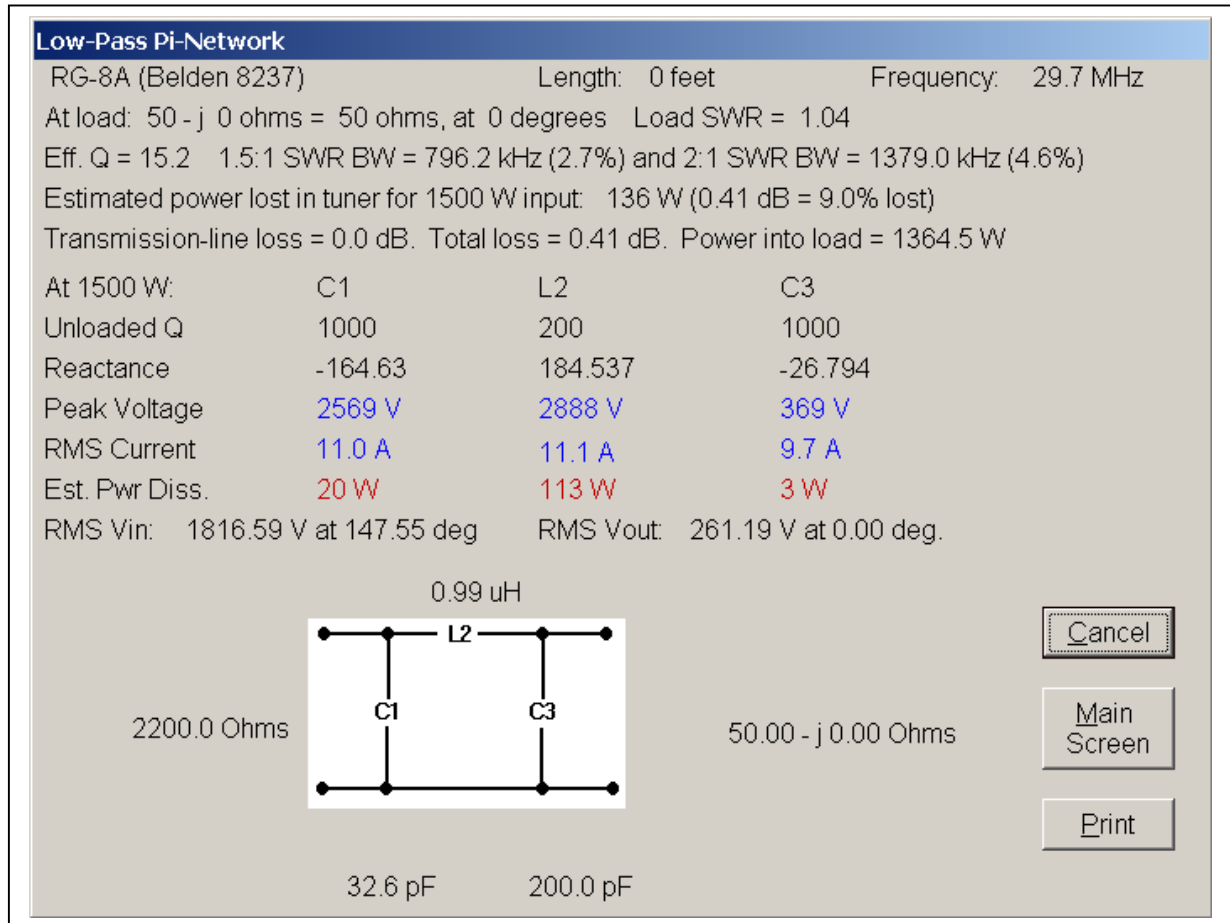 Low-Pass Pi-Network
RG-8A (Belden 8237) Length: 0 feet Frequency: 29.7 MHz
At load: 50 - j 0 ohms = 50 ohms, at 0 degrees Load SWR = 1.04
Eff. Q = 15.2 1.5:1 SWR BW = 796.2 kHz (2.7%) and 2:1 SWR BW = 1379.0 kHz (4.6%)
Estimated power lost in tuner for 1500 W input: 136 W (0.41 dB = 9.0% lost)
Transmission-line loss = 0.0 dB. Total loss = 0.41 dB. Power into load = 1364.5 W
At 1500 W: C1 L2 C3
Unloaded Q 1000 200 1000
Reactance -164.63 184.537 -26.794
Peak Voltage 2569 V 2888 V 369 V
RMS Current 11.0 A 11.1 A 9.7 A
Est. Pwr Diss. 20 W 113 W 3 W
RMS Vin: 1816.59 V at 147.55 deg RMS Vout: 261.19 V at 0.00 deg.
0.99 uH
L2
C1 C3
2200.0 Ohms 50.00 - j 0.00 Ohms
32.6 pF 200.0 pF
Cancel
Main
Screen
Print